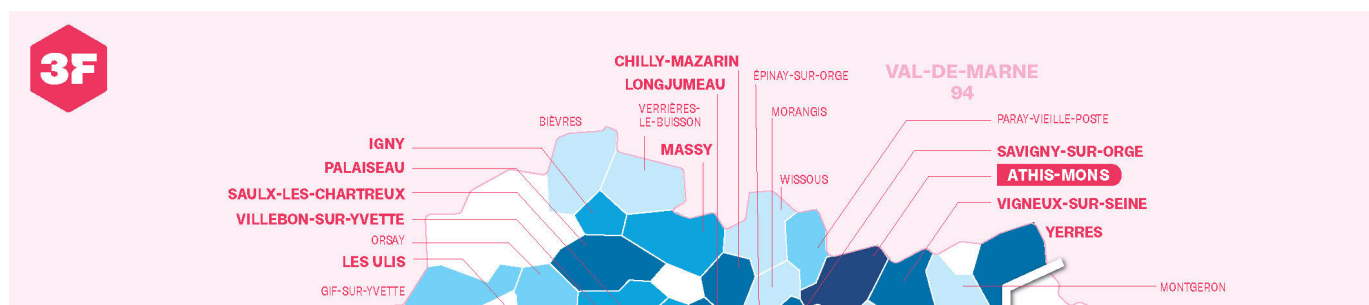 3F
CHILLY-MAZARIN
LONGJUMEAU
ÉPINAY-SUR-ORGE
VAL-DE-MARNE
94
BIÈVRES
VERRIÈRES-
LE-BUISSON
MORANGIS
PARAY-VIEILLE-POSTE
IGNY
MASSY
SAVIGNY-SUR-ORGE
PALAISEAU
WISSOUS
ATHIS-MONS
SAULX-LES-CHARTREUX
VIGNEUX-SUR-SEINE
VILLEBON-SUR-YVETTE
YERRES
ORSAY
LES ULIS
GIF-SUR-YVETTE
MONTGERON